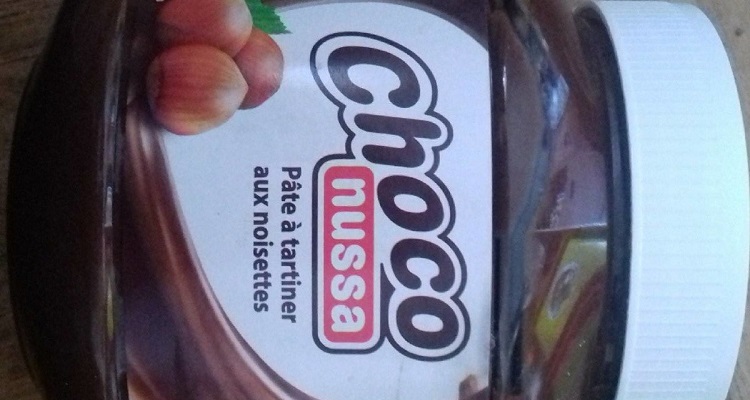 Choco
nussa
Pâte à tartiner
aux noisettes